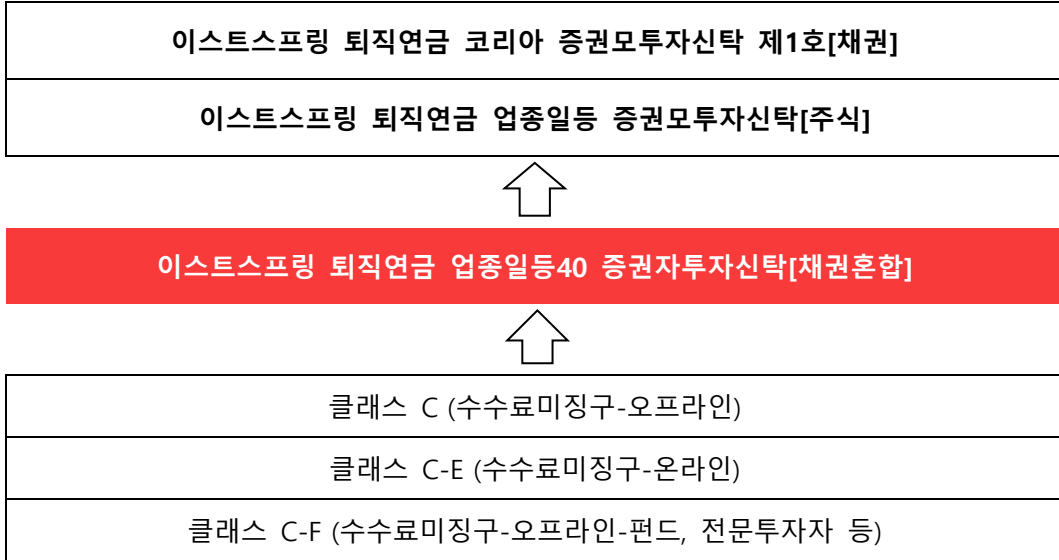 이스트스프링 퇴직연금 코리아 증권모투자신탁 제1호[채권]
이스트스프링 퇴직연금 업종일등 증권모투자신탁[주식]
이스트스프링 퇴직연금 업종일등40 증권자투자신탁[채권혼합]
클래스 C (수수료미징구-오프라인)
클래스 C-E (수수료미징구-온라인)
클래스 C-F (수수료미징구-오프라인-펀드, 전문투자자 등)